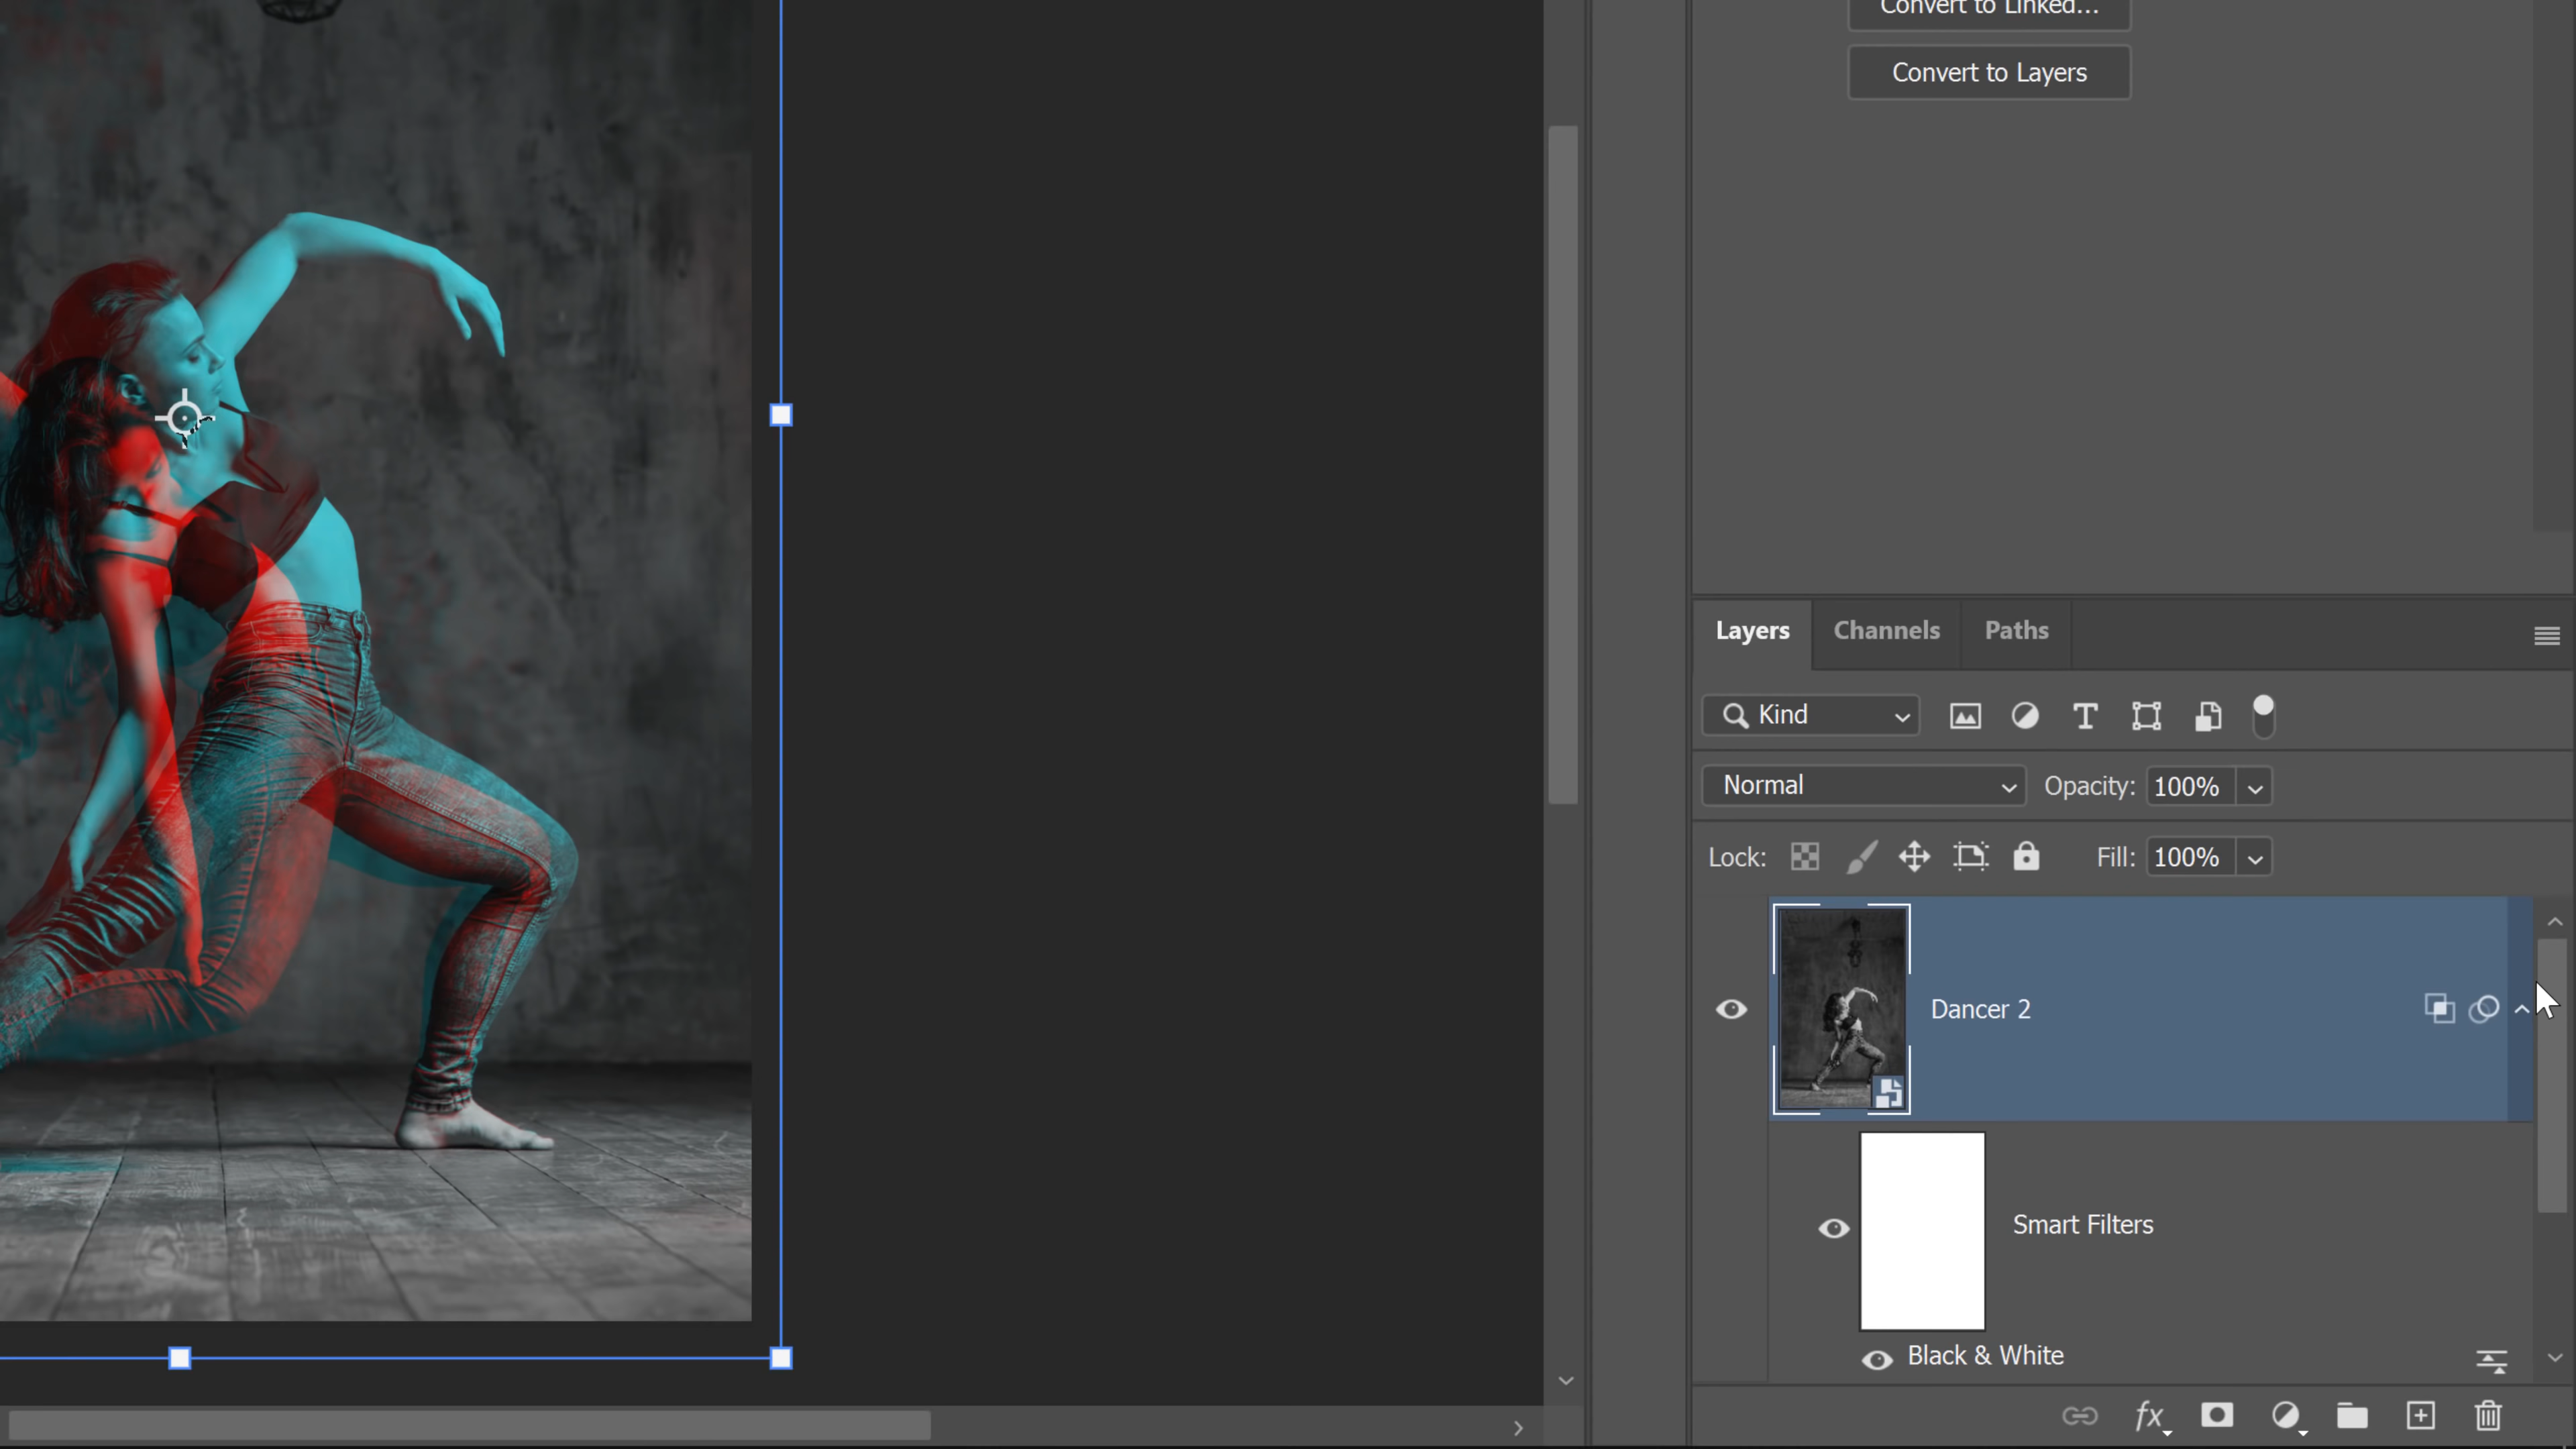 Convert to Linked...
Convert to Layers
Layers Channels Paths
Kind
Normal Opacity: 100%
Lock: Fill: 100%
Dancer 2
Smart Filters
Black & White
fx